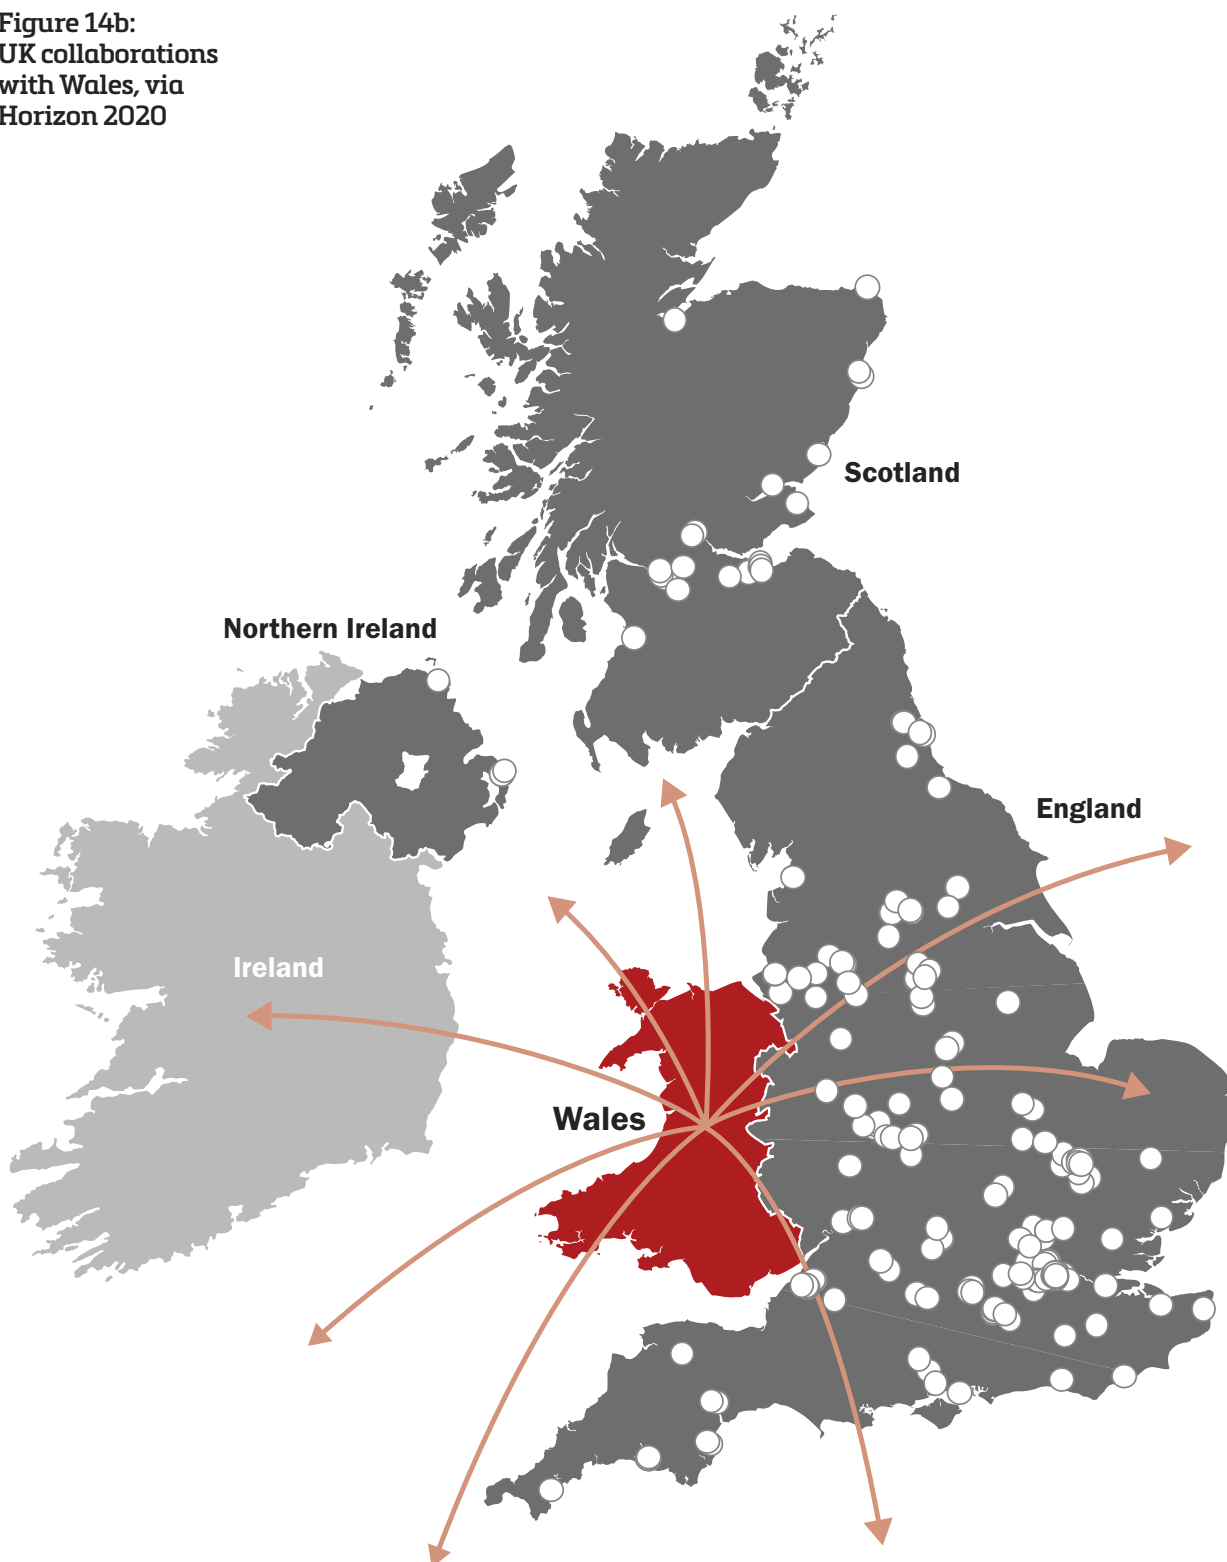 Figure 14b:
UK collaborations
with Wales, via
Horizon 2020
Scotland
Northern Ireland
England
Ireland
Wales